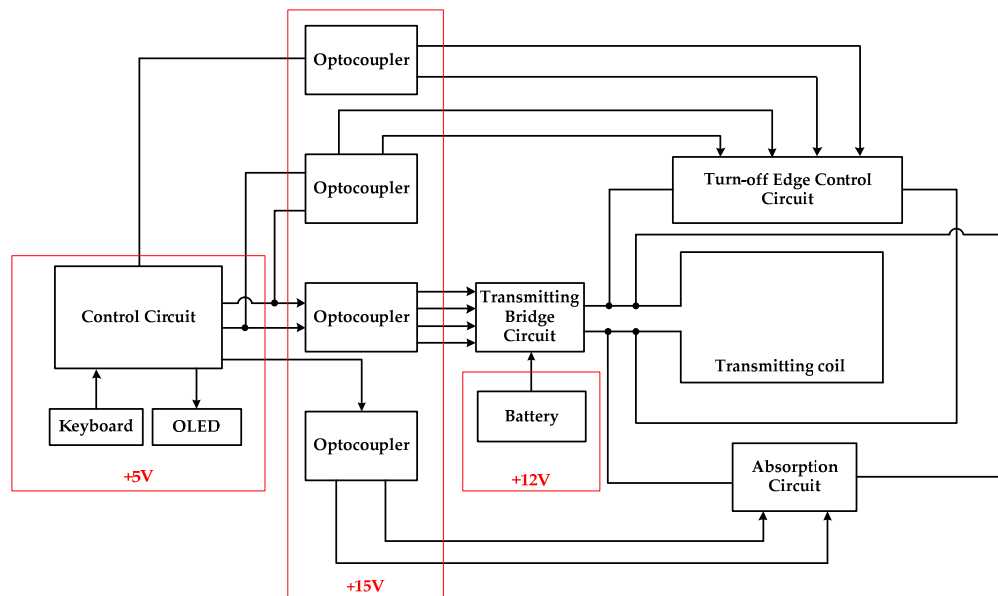 Optocoupler
Optocoupler
Turn-off Edge Control
Circuit
Control Circuit
Optocoupler
Transmitting
Bridge
Circuit
Transmitting coil
Keyboard
OLED
Battery
Optocoupler
+5V
+12V
Absorption
Circuit
+15V